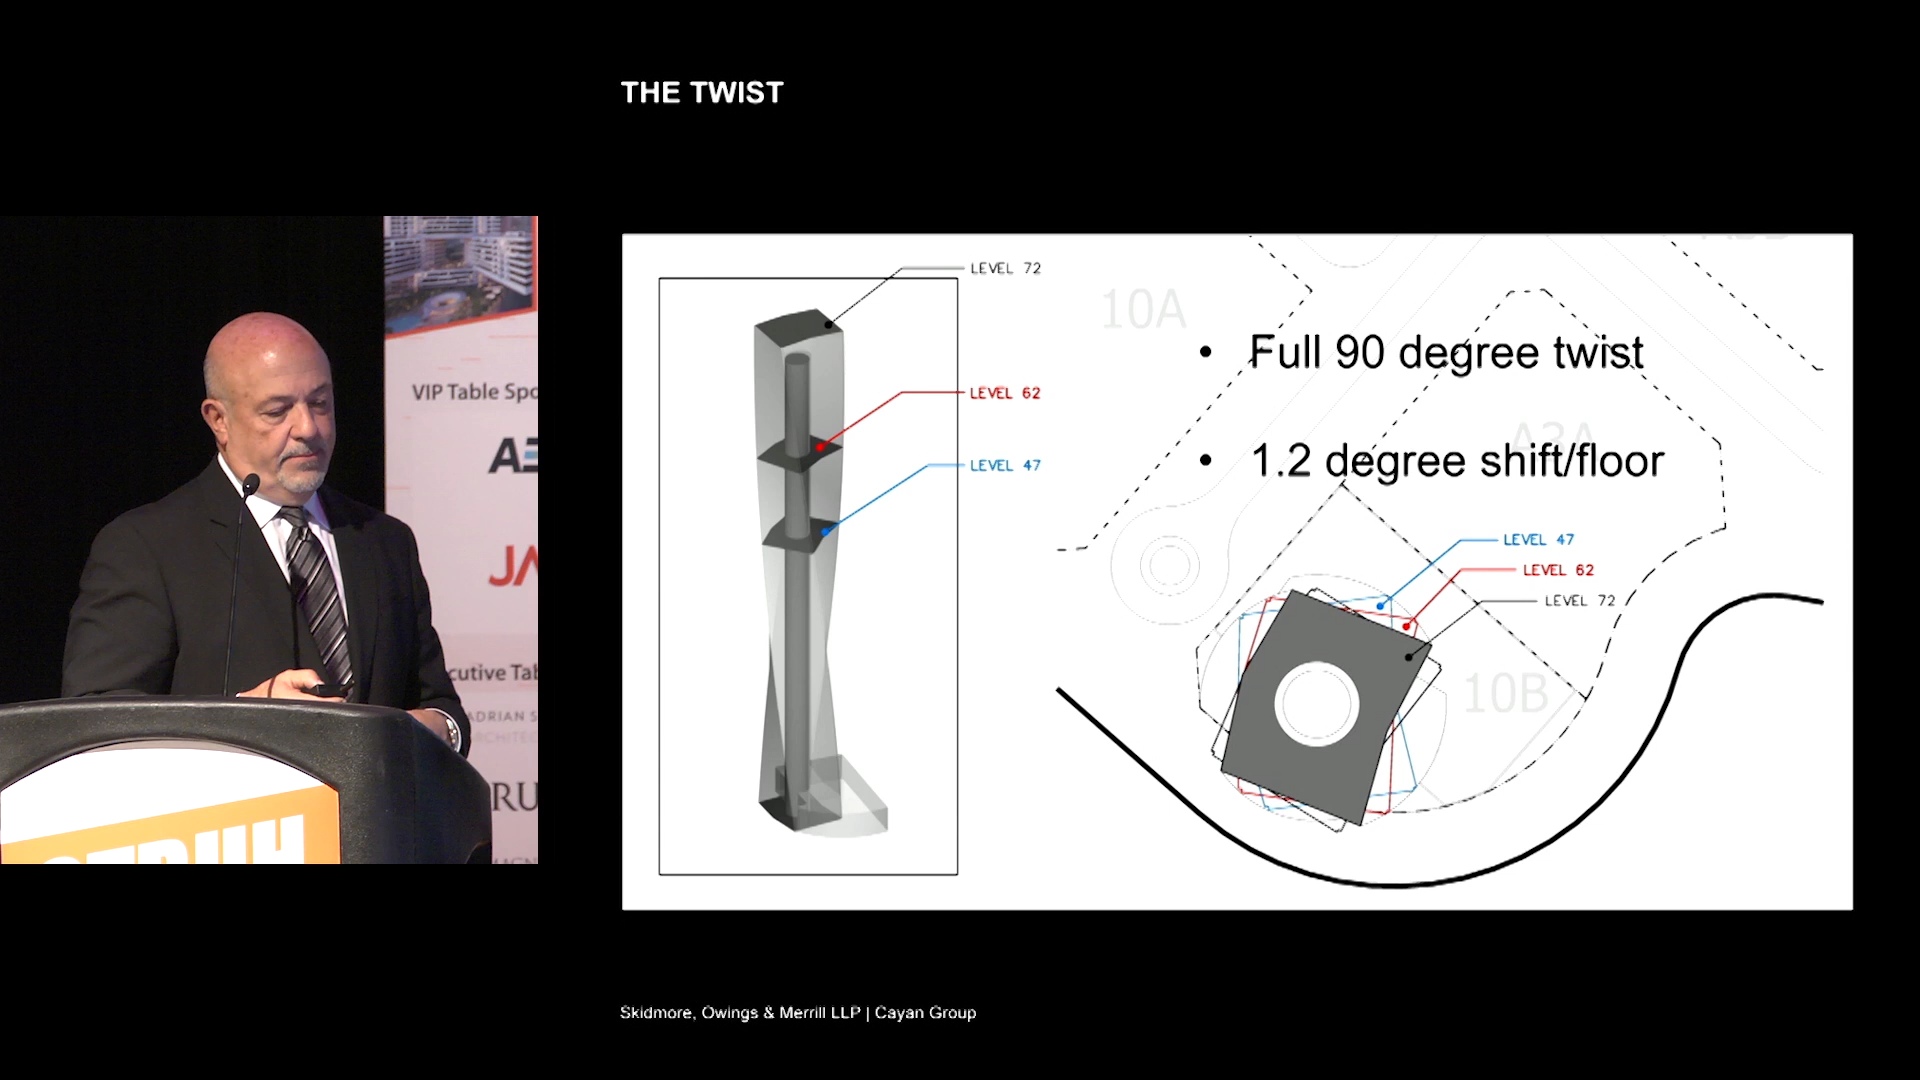 THE TWIST
LEVEL 72
LEVEL 62
LEVEL 47
10A
• Full 90 degree twist
A3A
• 1.2 degree shift/floor
LEVEL 47
LEVEL 62
LEVEL 72
10B
VIP Table Spo
JA
cutive Tab
ADRIAN S
RU
Skidmore, Owings & Merrill LLP | Cayan Group